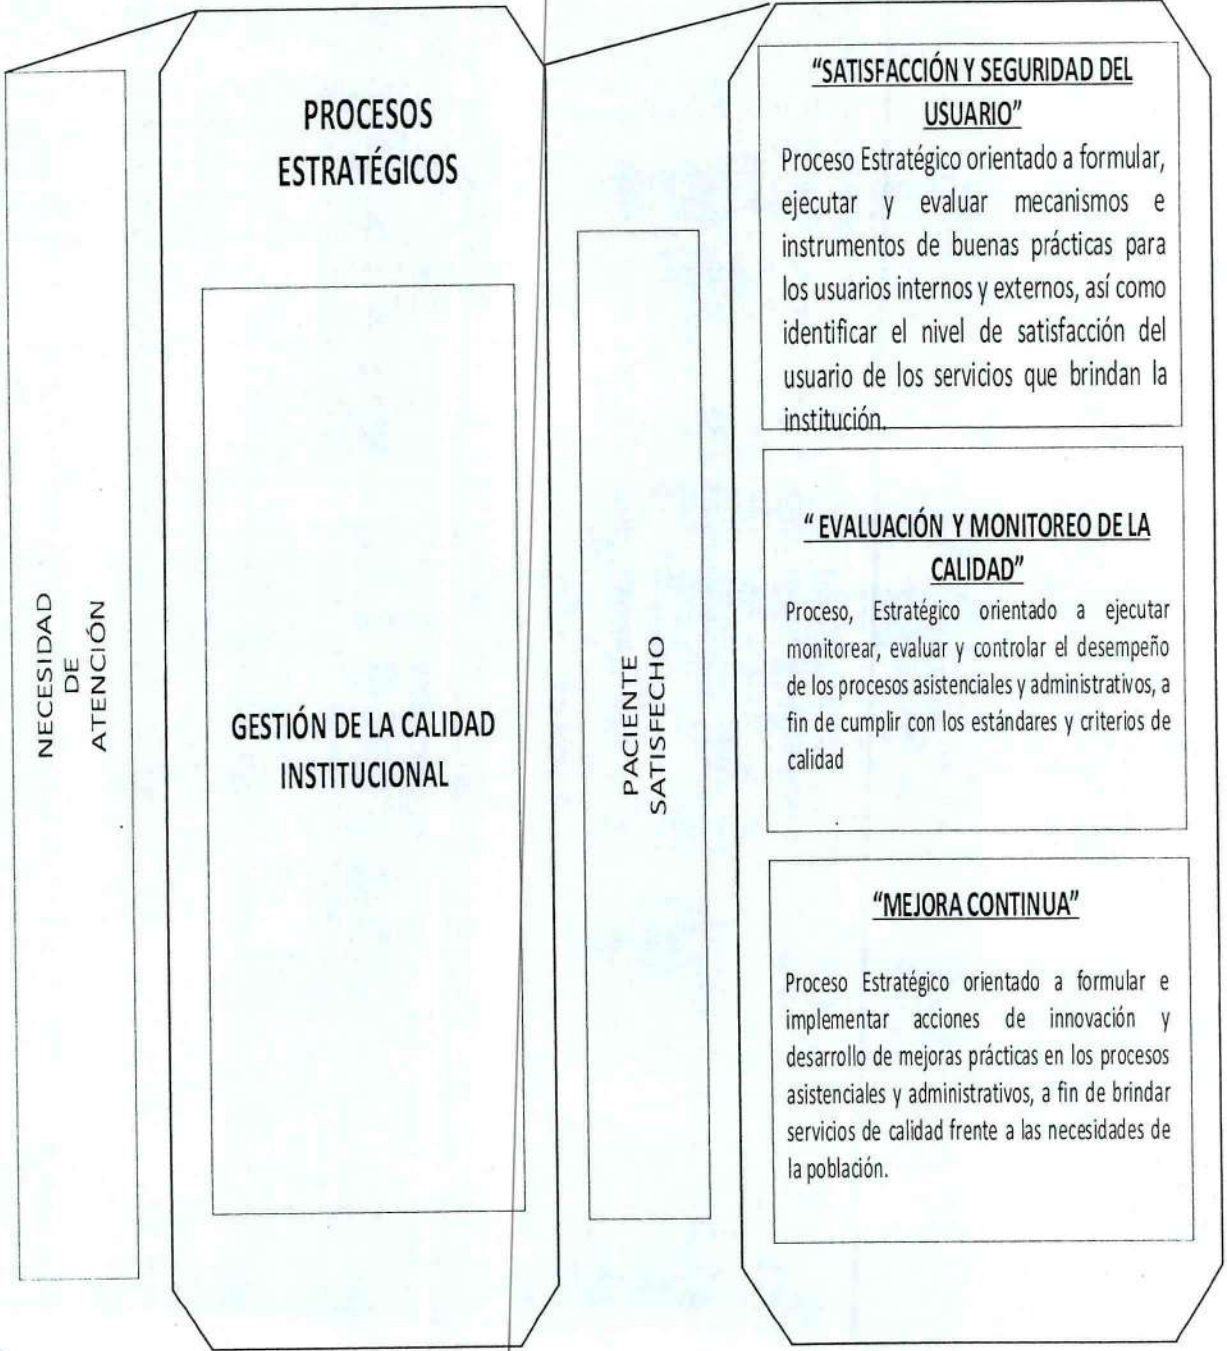 NECESIDAD
DE
ATENCIÓN
PROCESOS
ESTRATÉGICOS
GESTIÓN DE LA CALIDAD
INSTITUCIONAL
PACIENTE
SATISFECHO
“SATISFACCIÓN Y SEGURIDAD DEL
USUARIO”
Proceso Estratégico orientado a formular,
ejecutar y evaluar mecanismos e
instrumentos de buenas prácticas para
los usuarios internos y externos, así como
identificar el nivel de satisfacción del
usuario de los servicios que brindan la
institución.
“ EVALUACIÓN Y MONITOREO DE LA
CALIDAD”
Proceso, Estratégico orientado a ejecutar
monitorear, evaluar y controlar el desempeño
de los procesos asistenciales y administrativos, a
fin de cumplir con los estándares y criterios de
calidad
“MEJORA CONTINUA”
Proceso Estratégico orientado a formular e
implementar acciones de innovación y
desarrollo de mejoras prácticas en los procesos
asistenciales y administrativos, a fin de brindar
servicios de calidad frente a las necesidades de
la población.